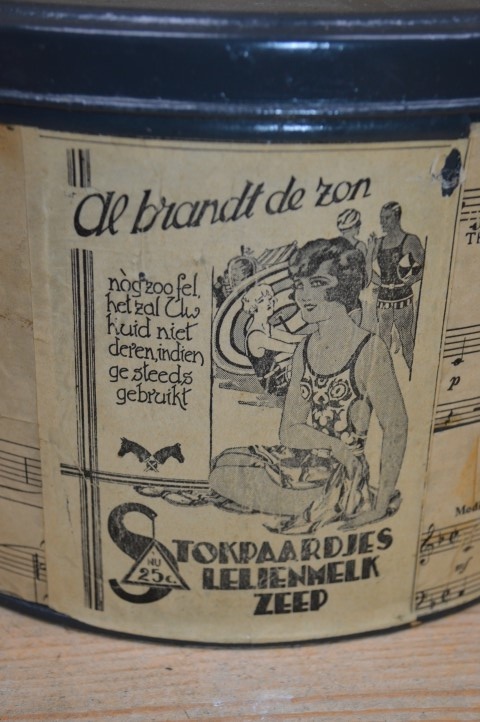 Al brandt de zon
nòg zoo fel,
het zal Uw
huid niet
deren, indien
ge steeds
gebruikt
STOKPAARDJES
NU
25c.
LELIENMELK
ZEEP
p
mf